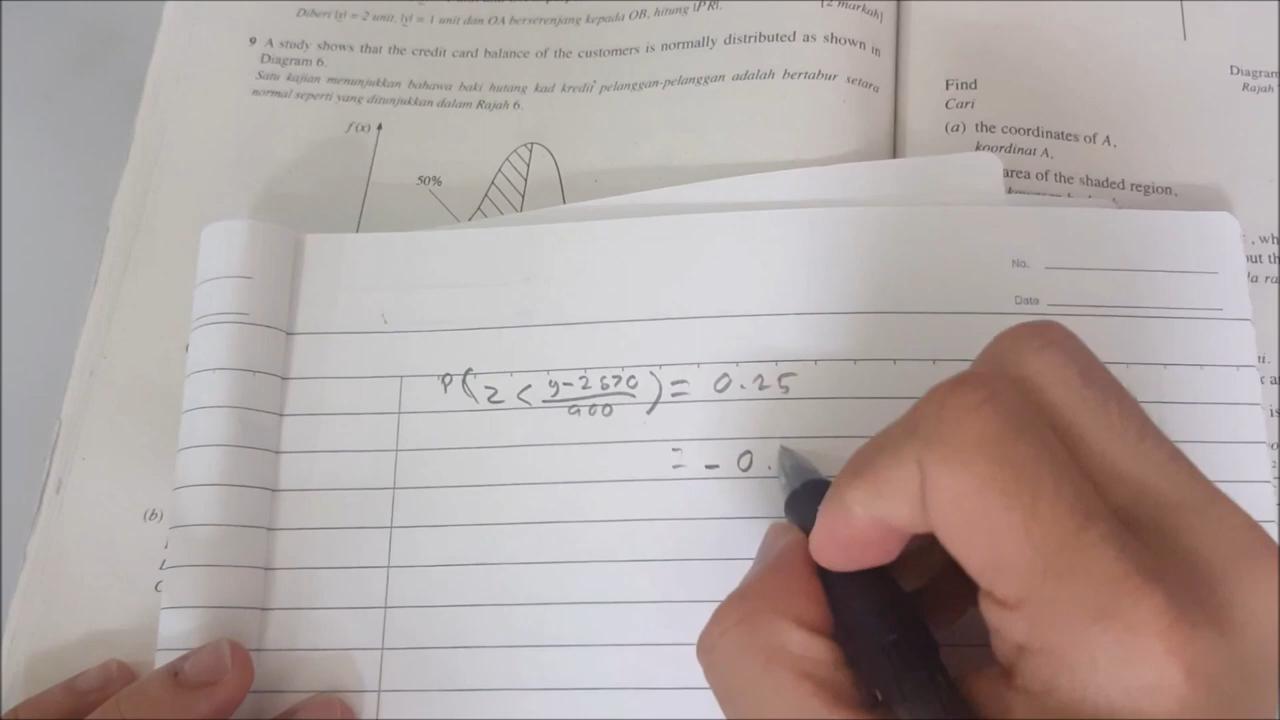 Diberi |x| = 2 unit, |y| = 1 unit dan OA berserenjang kepada OB, hitung |PR|.
[2 markah]
9 A study shows that the credit card balance of the customers is normally distributed as shown in
Diagram 6.
Satu kajian menunjukkan bahawa baki hutang kad kredit pelanggan-pelanggan adalah bertabur setara
normal seperti yang ditunjukkan dalam Rajah 6.
f(x)
50%
(b)
Diagram
Rajah
Find
Cari
(a) the coordinates of A,
koordinat A,
area of the shaded region,
No.
Date
P(Z < (y-2870)/900) = 0.25
= - 0.